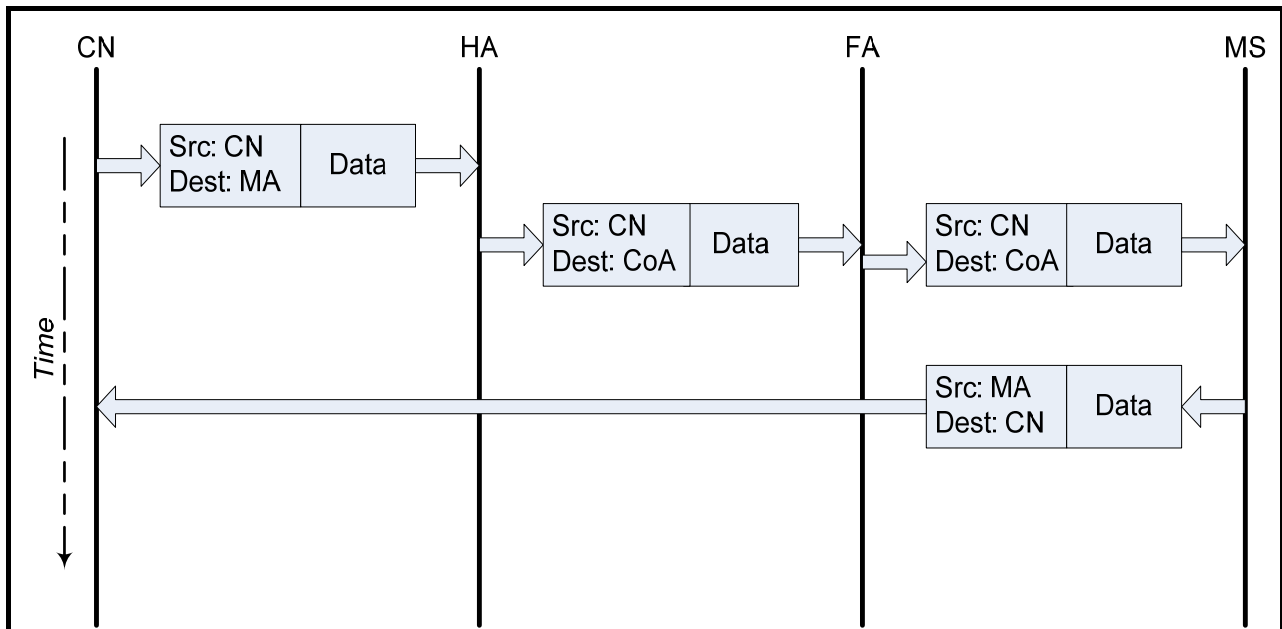 CN
HA
FA
MS
Src: CN
Dest: MA
Data
Src: CN
Dest: CoA
Data
Src: CN
Dest: CoA
Data
Time
Src: MA
Dest: CN
Data